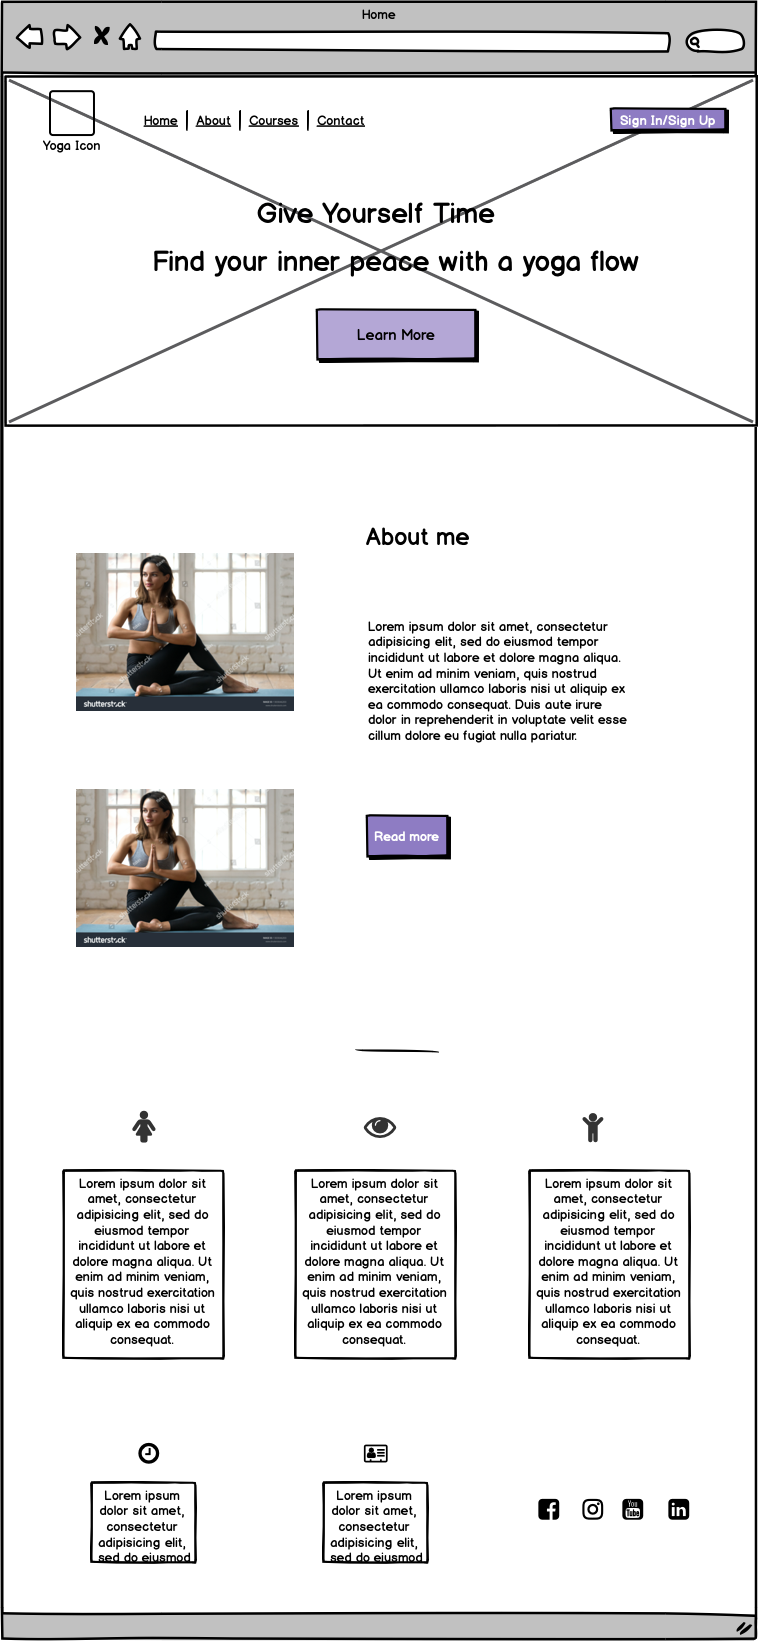 Home
Yoga Icon
Home
About
Courses
Contact
Sign In/Sign Up
Give Yourself Time
Find your inner peace with a yoga flow
Learn More
shutterstock
About me
Lorem ipsum dolor sit amet, consectetur
adipisicing elit, sed do eiusmod tempor
incididunt ut labore et dolore magna aliqua.
Ut enim ad minim veniam, quis nostrud
exercitation ullamco laboris nisi ut aliquip ex
ea commodo consequat. Duis aute irure
dolor in reprehenderit in voluptate velit esse
cillum dolore eu fugiat nulla pariatur.
shutterstock
Read more
Lorem ipsum dolor sit
amet, consectetur
adipisicing elit, sed do
eiusmod tempor
incididunt ut labore et
dolore magna aliqua. Ut
enim ad minim veniam,
quis nostrud exercitation
ullamco laboris nisi ut
aliquip ex ea commodo
consequat.
Lorem ipsum dolor sit
amet, consectetur
adipisicing elit, sed do
eiusmod tempor
incididunt ut labore et
dolore magna aliqua. Ut
enim ad minim veniam,
quis nostrud exercitation
ullamco laboris nisi ut
aliquip ex ea commodo
consequat.
Lorem ipsum dolor sit
amet, consectetur
adipisicing elit, sed do
eiusmod tempor
incididunt ut labore et
dolore magna aliqua. Ut
enim ad minim veniam,
quis nostrud exercitation
ullamco laboris nisi ut
aliquip ex ea commodo
consequat.
Lorem ipsum
dolor sit amet,
consectetur
adipisicing elit,
sed do eiusmod
Lorem ipsum
dolor sit amet,
consectetur
adipisicing elit,
sed do eiusmod
You
Tube
in